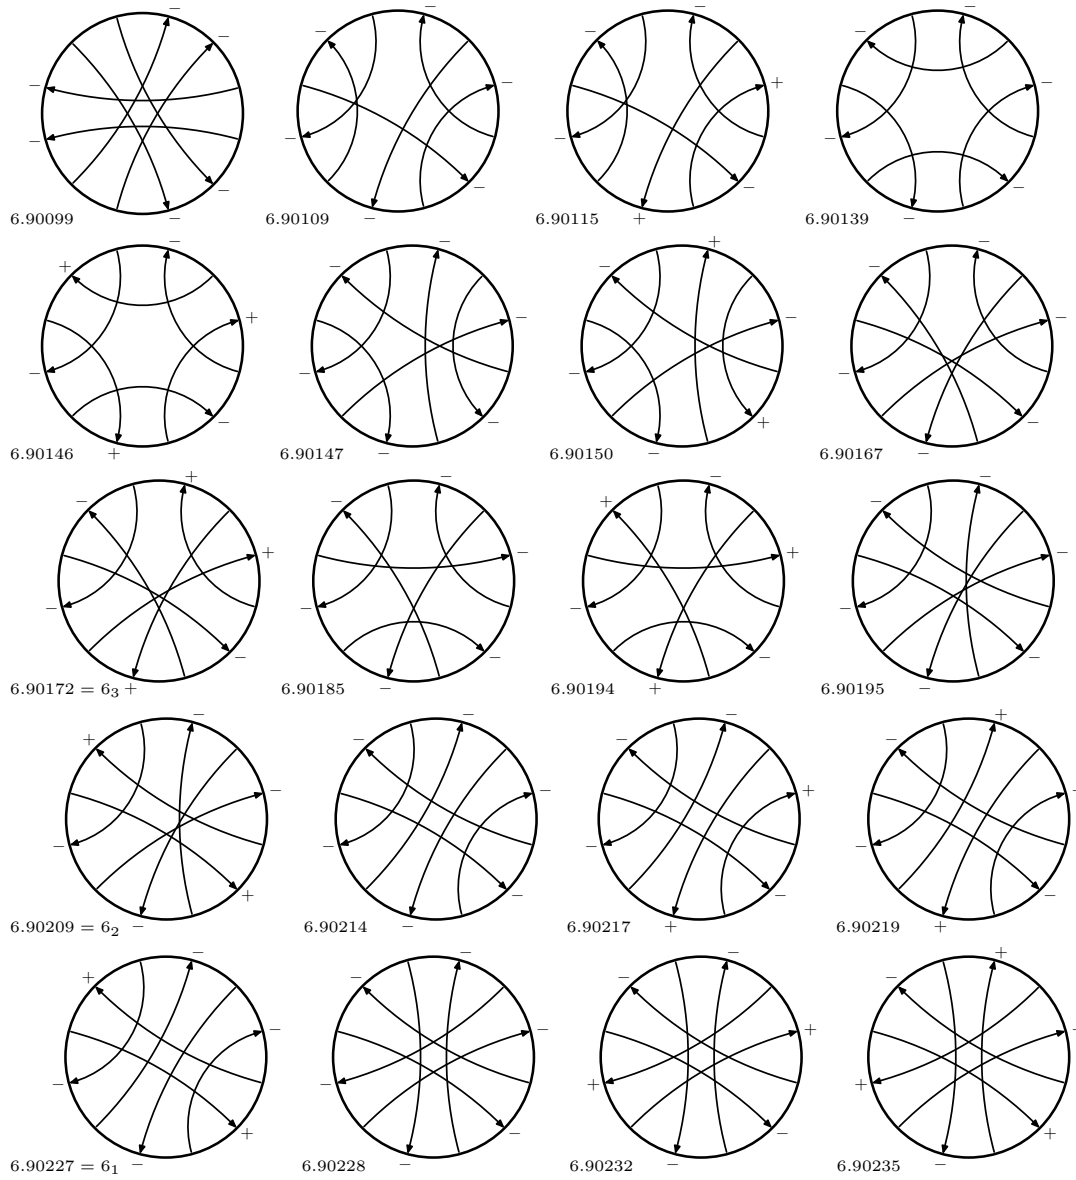 − − − −
− − − −
− − + −
− − − −
− − − −
6.90099 − 6.90109 − 6.90115 + 6.90139 −
− − + −
+ − − −
+ − − −
− − − −
− − + −
6.90146 + 6.90147 − 6.90150 − 6.90167 −
+ − − −
− − + −
+ − + −
− − − −
− − − −
6.90172 = 6₃ + 6.90185 − 6.90194 + 6.90195 −
− − − +
+ − − −
− − + −
− − − −
+ − − −
6.90209 = 6₂ − 6.90214 − 6.90217 + 6.90219 +
− − − +
+ − − −
− − + −
− − + +
+ − − +
6.90227 = 6₁ − 6.90228 − 6.90232 − 6.90235 −